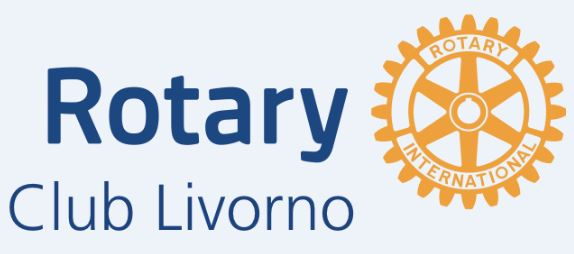 Rotary
Club Livorno
ROTARY
INTERNATIONAL